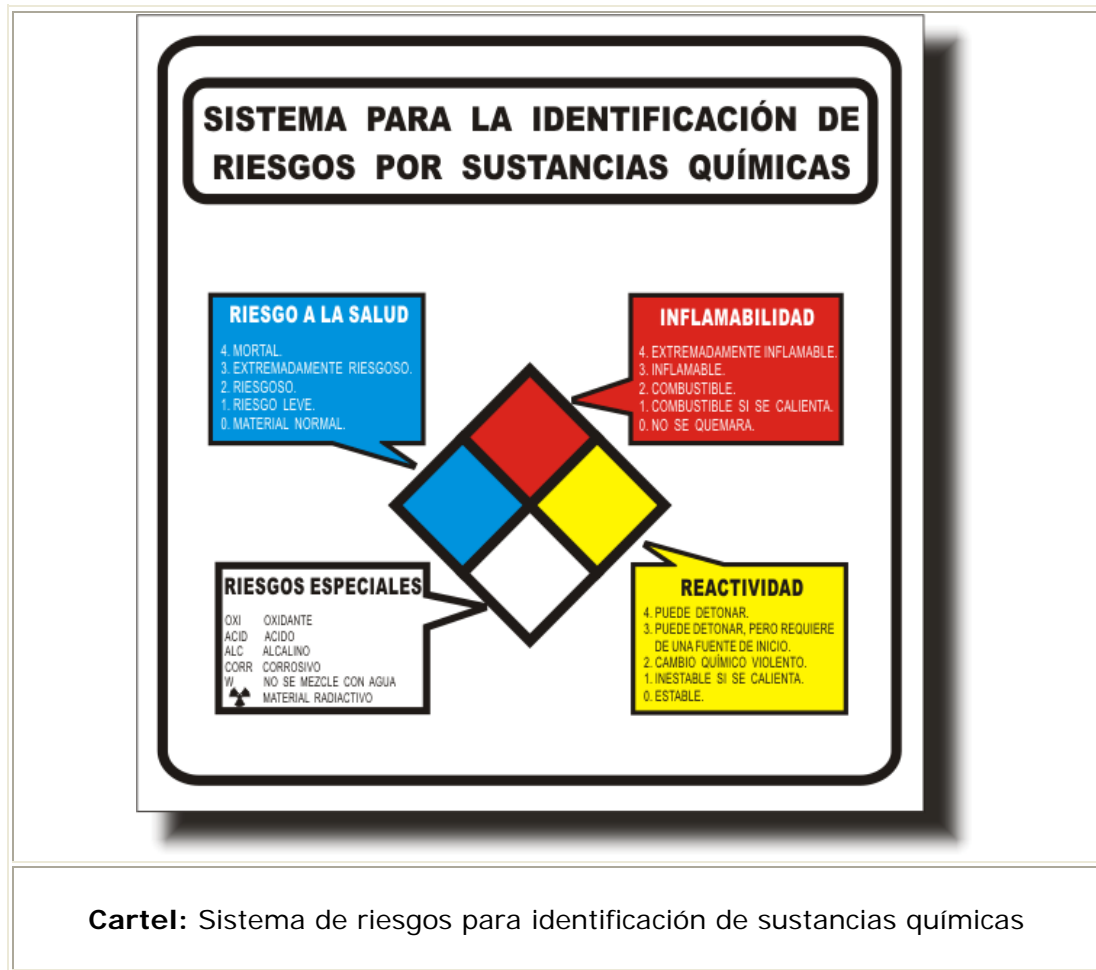 SISTEMA PARA LA IDENTIFICACIÓN DE
RIESGOS POR SUSTANCIAS QUÍMICAS
RIESGO A LA SALUD
4. MORTAL.
3. EXTREMADAMENTE RIESGOSO.
2. RIESGOSO.
1. RIESGO LEVE.
0. MATERIAL NORMAL.
INFLAMABILIDAD
4. EXTREMADAMENTE INFLAMABLE.
3. INFLAMABLE.
2. COMBUSTIBLE.
1. COMBUSTIBLE SI SE CALIENTA.
0. NO SE QUEMARA.
RIESGOS ESPECIALES
OXI OXIDANTE
ACID ACIDO
ALC ALCALINO
CORR CORROSIVO
W NO SE MEZCLE CON AGUA
MATERIAL RADIACTIVO
REACTIVIDAD
4. PUEDE DETONAR.
3. PUEDE DETONAR, PERO REQUIERE
DE UNA FUENTE DE INICIO.
2. CAMBIO QUÍMICO VIOLENTO.
1. INESTABLE SI SE CALIENTA.
0. ESTABLE.
Cartel: Sistema de riesgos para identificación de sustancias químicas